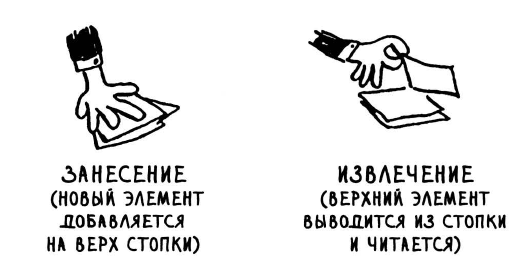 ЗАНЕСЕНИЕ
(НОВЫЙ ЭЛЕМЕНТ
ДОБАВЛЯЕТСЯ
НА ВЕРХ СТОПКИ)
ИЗВЛЕЧЕНИЕ
(ВЕРХНИЙ ЭЛЕМЕНТ
ВЫВОДИТСЯ ИЗ СТОПКИ
И ЧИТАЕТСЯ)